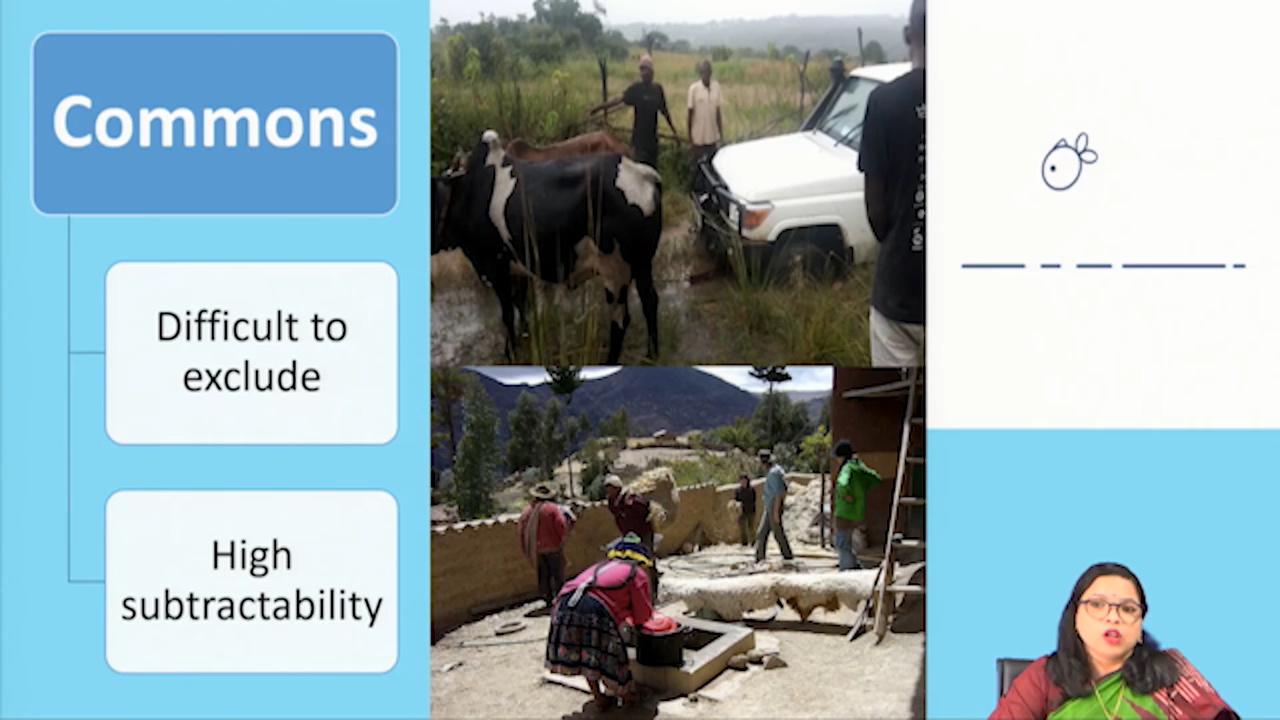 Commons
Difficult to
exclude
High
subtractability